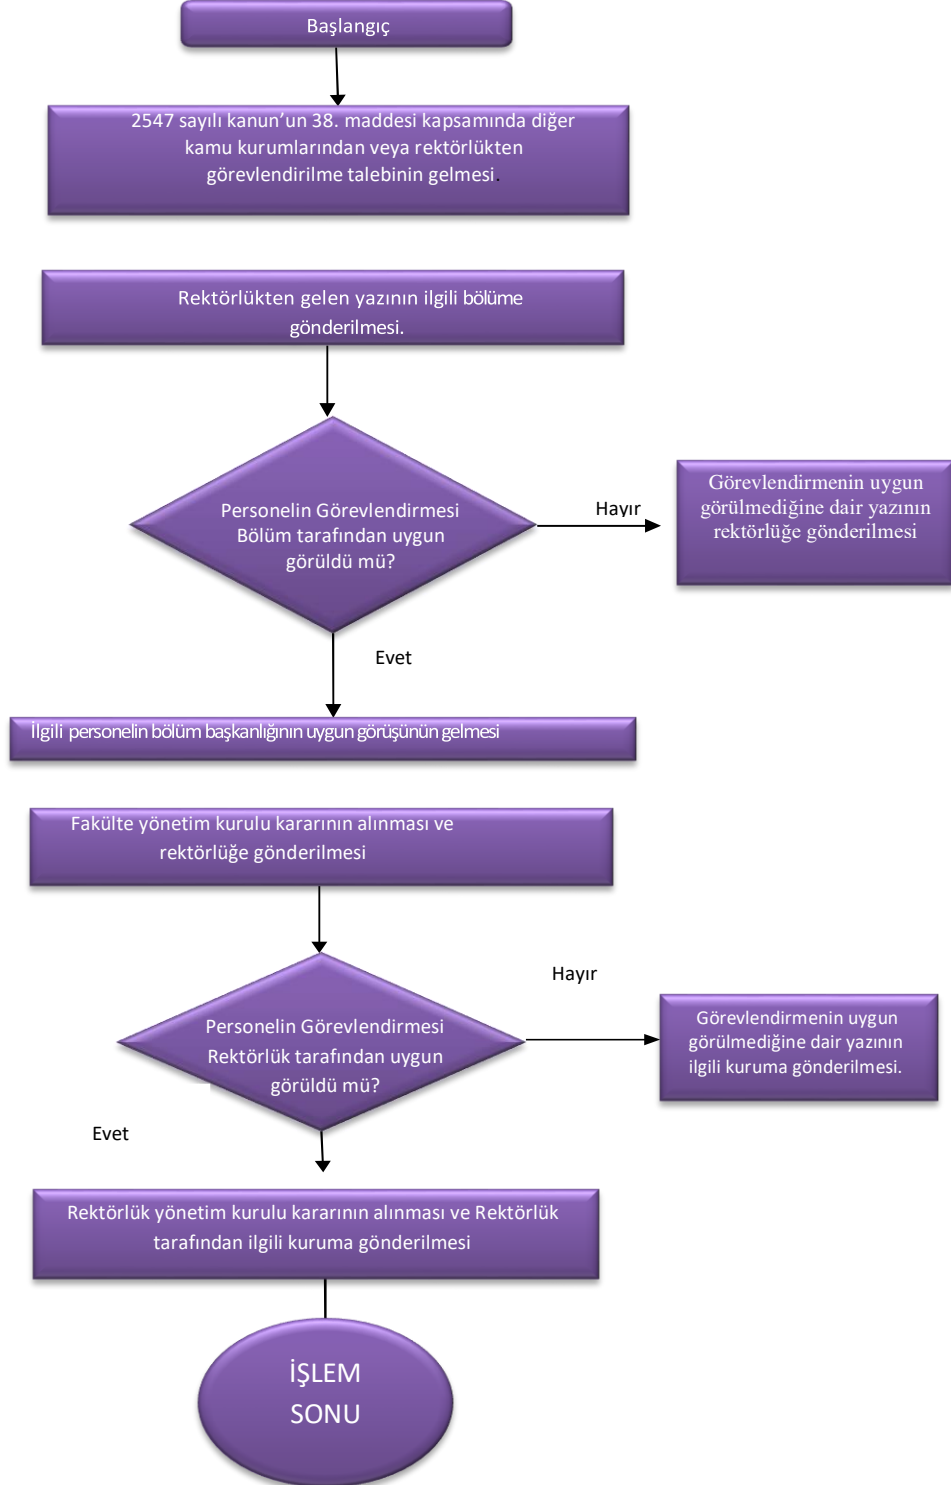 Başlangıç
2547 sayılı kanun’un 38. maddesi kapsamında diğer
kamu kurumlarından veya rektörlükten
görevlendirilme talebinin gelmesi.
Rektörlükten gelen yazının ilgili bölüme
gönderilmesi.
Personelin Görevlendirmesi
Bölüm tarafından uygun
görüldü mü?
Hayır
Görevlendirmenin uygun
görülmediğine dair yazının
rektörlüğe gönderilmesi
Evet
İlgili personelin bölüm başkanlığının uygun görüşünün gelmesi
Fakülte yönetim kurulu kararının alınması ve
rektörlüğe gönderilmesi
Hayır
Personelin Görevlendirmesi
Rektörlük tarafından uygun
görüldü mü?
Görevlendirmenin uygun
görülmediğine dair yazının
ilgili kuruma gönderilmesi.
Evet
Rektörlük yönetim kurulu kararının alınması ve Rektörlük
tarafından ilgili kuruma gönderilmesi
İŞLEM
SONU